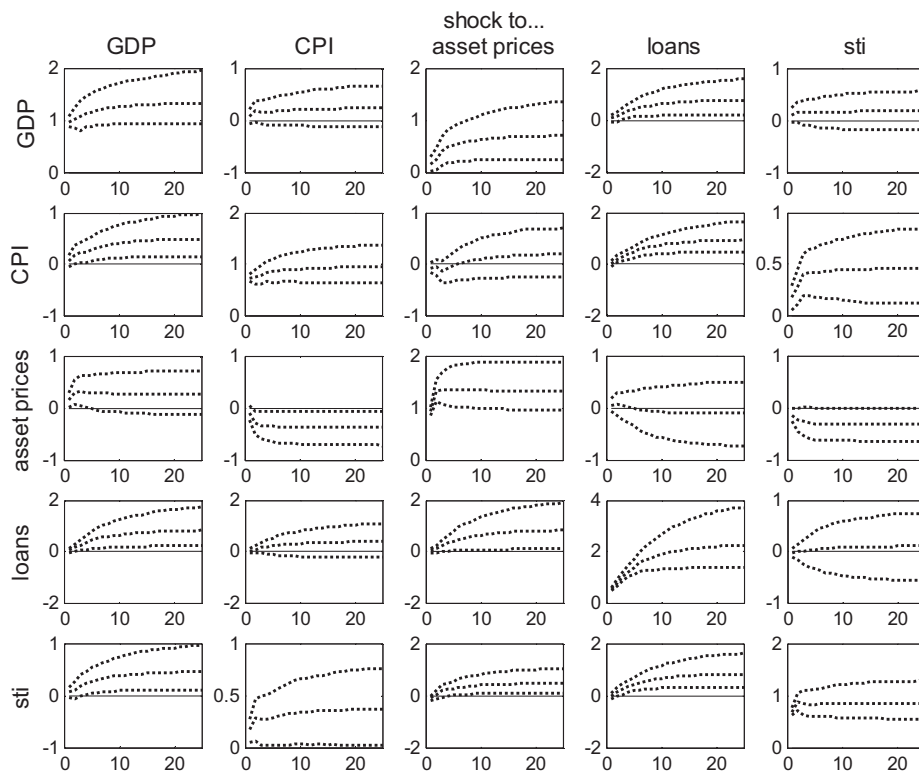 shock to...
GDP CPI asset prices loans sti
GDP
2 1 2 2 1
1 0 1 0 0
0 -1 0 -2 -1
0 10 20 0 10 20 0 10 20 0 10 20 0 10 20
CPI
1 2 1 2 1
0 0 0 0 0.5
-1 -2 -1 -2 0
0 10 20 0 10 20 0 10 20 0 10 20 0 10 20
asset prices
1 1 2 1 1
0 0 1 0 0
-1 -1 0 -1 -1
0 10 20 0 10 20 0 10 20 0 10 20 0 10 20
loans
2 2 2 4 1
0 0 0 2 0
-2 -2 -2 0 -1
0 10 20 0 10 20 0 10 20 0 10 20 0 10 20
sti
1 1 2 2 2
0 0.5 0 0 1
-1 0 -2 -2 0
0 10 20 0 10 20 0 10 20 0 10 20 0 10 20